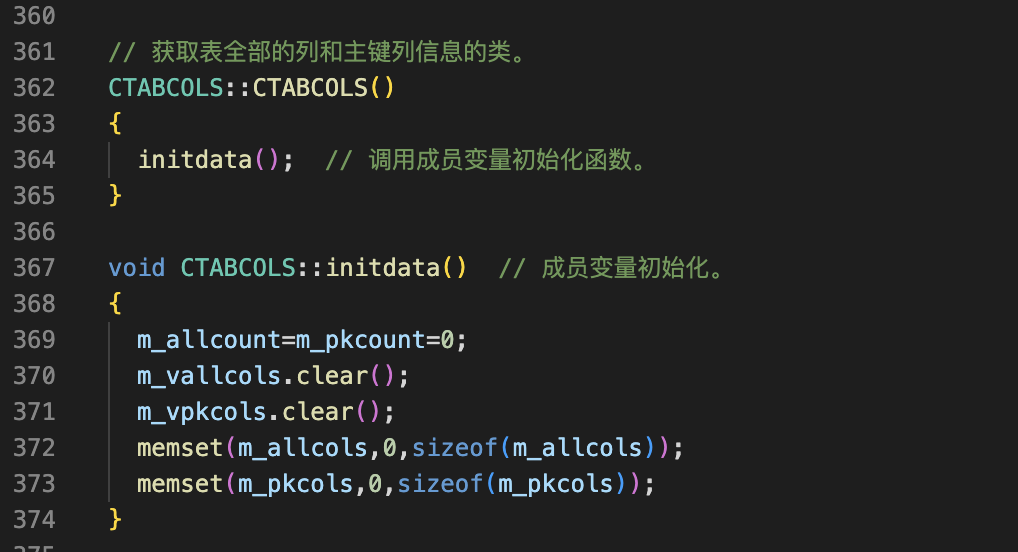 360
361 // 获取表全部的列和主键列信息的类。
362 CTABCOLS::CTABCOLS()
363 {
364 initdata(); // 调用成员变量初始化函数。
365 }
366
367 void CTABCOLS::initdata() // 成员变量初始化。
368 {
369 m_allcount=m_pkcount=0;
370 m_vallcols.clear();
371 m_vpkcols.clear();
372 memset(m_allcols,0,sizeof(m_allcols));
373 memset(m_pkcols,0,sizeof(m_pkcols));
374 }
375